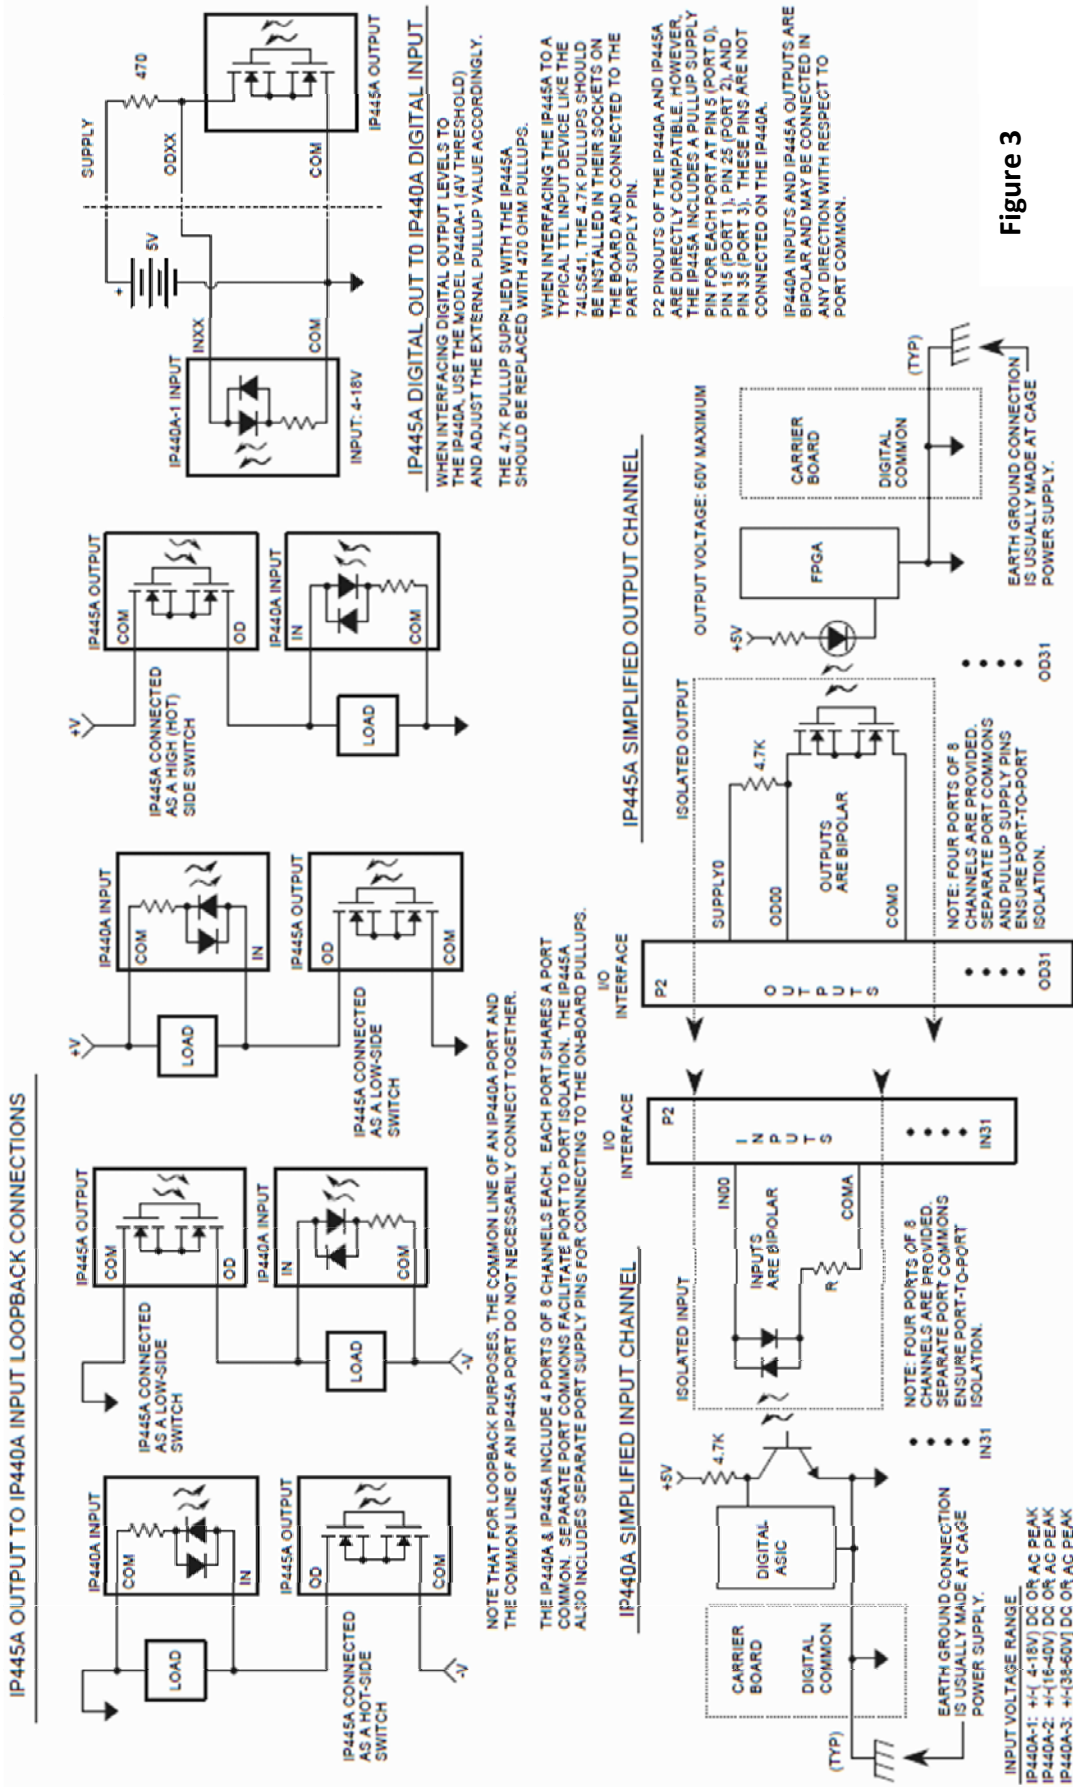 IP445A OUTPUT TO IP440A INPUT LOOPBACK CONNECTIONS
IP440A INPUT
COM
IN
LOAD
IP445A OUTPUT
OD
COM
IP445A CONNECTED
AS A HOT-SIDE
SWITCH
-V
IP445A OUTPUT
COM
OD
IP445A CONNECTED
AS A LOW-SIDE
SWITCH
IP440A INPUT
IN
COM
LOAD
-V
+V
IP440A INPUT
COM
IN
LOAD
IP445A OUTPUT
OD
COM
IP445A CONNECTED
AS A LOW-SIDE
SWITCH
+V
IP445A OUTPUT
COM
OD
IP445A CONNECTED
AS A HIGH (HOT)
SIDE SWITCH
IP440A INPUT
IN
COM
LOAD
NOTE THAT FOR LOOPBACK PURPOSES, THE COMMON LINE OF AN IP440A PORT AND
THE COMMON LINE OF AN IP445A PORT DO NOT NECESSARILY CONNECT TOGETHER.
THE IP440A & IP445A INCLUDE 4 PORTS OF 8 CHANNELS EACH. EACH PORT SHARES A PORT
COMMON. SEPARATE PORT COMMONS FACILITATE PORT TO PORT ISOLATION. THE IP445A
ALSO INCLUDES SEPARATE PORT SUPPLY PINS FOR CONNECTING TO THE ON-BOARD PULLUPS.
SUPPLY
470
5V
+
ODXX
INXX
IP440A-1 INPUT
COM
COM
INPUT: 4-18V
IP445A OUTPUT
IP445A DIGITAL OUT TO IP440A DIGITAL INPUT
WHEN INTERFACING DIGITAL OUTPUT LEVELS TO
THE IP440A, USE THE MODEL IP440A-1 (4V THRESHOLD)
AND ADJUST THE EXTERNAL PULLUP VALUE ACCORDINGLY.
THE 4.7K PULLUP SUPPLIED WITH THE IP445A
SHOULD BE REPLACED WITH 470 OHM PULLUPS.
WHEN INTERFACING THE IP445A TO A
TYPICAL TTL INPUT DEVICE LIKE THE
74LS541, THE 4.7K PULLUPS SHOULD
BE INSTALLED IN THEIR SOCKETS ON
THE BOARD AND CONNECTED TO THE
PART SUPPLY PIN.
P2 PINOUTS OF THE IP440A AND IP445A
ARE DIRECTLY COMPATIBLE. HOWEVER,
THE IP445A INCLUDES A PULLUP SUPPLY
PIN FOR EACH PORT AT PIN 5 (PORT 0),
PIN 15 (PORT 1), PIN 25 (PORT 2), AND
PIN 35 (PORT 3). THESE PINS ARE NOT
CONNECTED ON THE IP440A.
IP440A INPUTS AND IP445A OUTPUTS ARE
BIPOLAR AND MAY BE CONNECTED IN
ANY DIRECTION WITH RESPECT TO
PORT COMMON.
IP440A SIMPLIFIED INPUT CHANNEL
I/O
INTERFACE
ISOLATED INPUT
P2
+5V
4.7K
IN00
INPUTS
ARE BIPOLAR
R
COMA
INPUTS
DIGITAL
ASIC
CARRIER
BOARD
DIGITAL
COMMON
(TYP)
IN31
IN31
NOTE: FOUR PORTS OF 8
CHANNELS ARE PROVIDED.
SEPARATE PORT COMMONS
ENSURE PORT-TO-PORT
ISOLATION.
EARTH GROUND CONNECTION
IS USUALLY MADE AT CAGE
POWER SUPPLY.
INPUT VOLTAGE RANGE
IP440A-1: +/-( 4-18V) DC OR AC PEAK
IP440A-2: +/-(16-40V) DC OR AC PEAK
IP440A-3: +/-(38-60V) DC OR AC PEAK
IP445A SIMPLIFIED OUTPUT CHANNEL
I/O
INTERFACE
ISOLATED OUTPUT
OUTPUT VOLTAGE: 60V MAXIMUM
P2
OUTPUTS
SUPPLY0
4.7K
OD00
OUTPUTS
ARE BIPOLAR
COM0
+5V
FPGA
CARRIER
BOARD
DIGITAL
COMMON
(TYP)
OD31
OD31
NOTE: FOUR PORTS OF 8
CHANNELS ARE PROVIDED.
SEPARATE PORT COMMONS
AND PULLUP SUPPLY PINS
ENSURE PORT-TO-PORT
ISOLATION.
EARTH GROUND CONNECTION
IS USUALLY MADE AT CAGE
POWER SUPPLY.
Figure 3